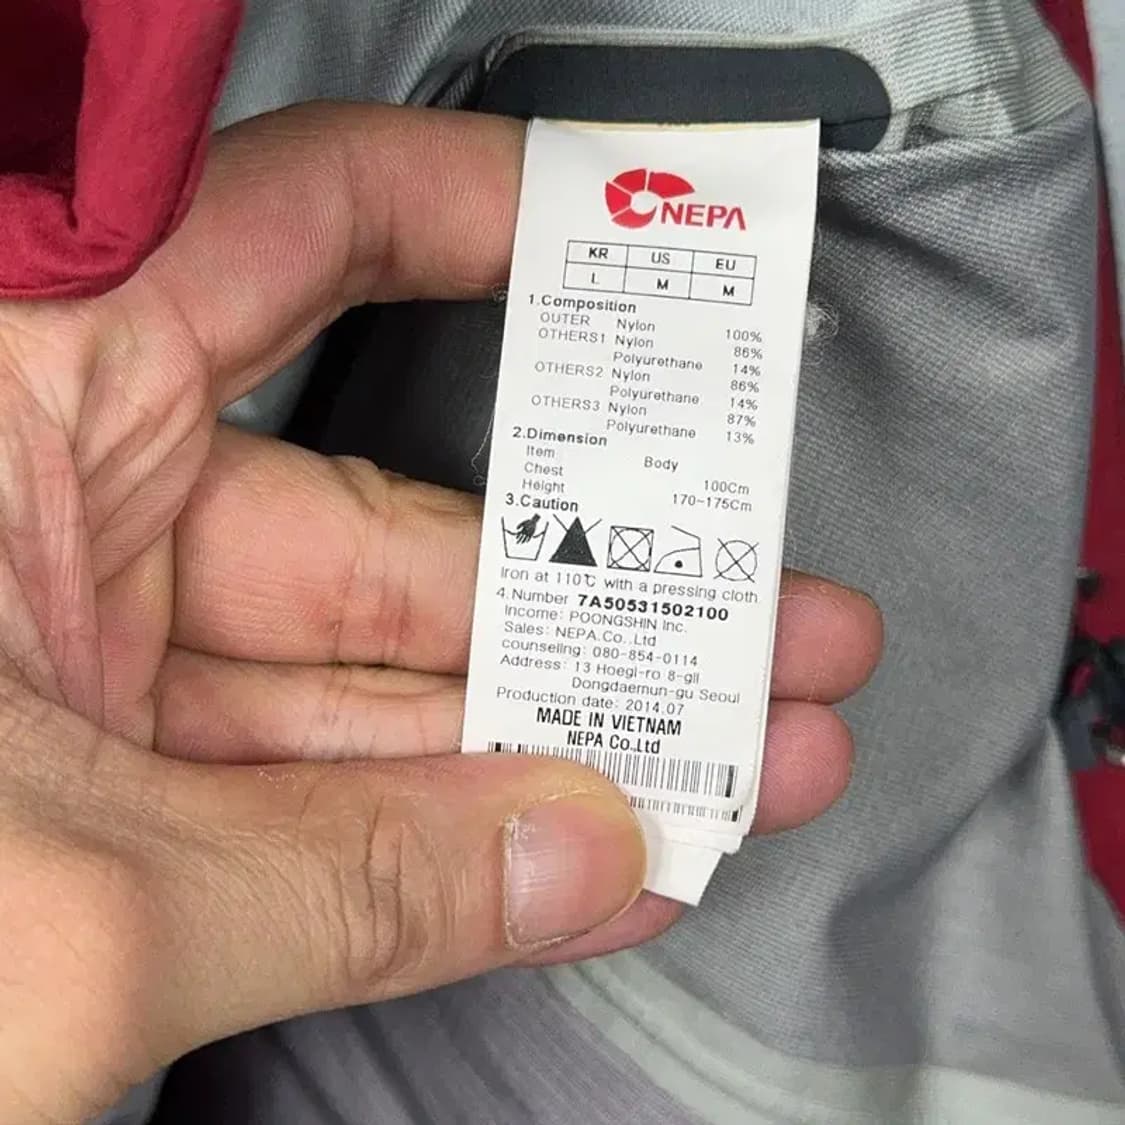 NEPA
KR US EU
L M M
1.Composition
OUTER Nylon 100%
OTHERS1 Nylon 86%
Polyurethane 14%
OTHERS2 Nylon 86%
Polyurethane 14%
OTHERS3 Nylon 87%
Polyurethane 13%
2.Dimension
Item Body
Chest 100Cm
Height 170-175Cm
3.Caution
Iron at 110℃ with a pressing cloth
4.Number 7A50531502100
Income: POONGSHIN Inc.
Sales: NEPA.Co..Ltd
counseling: 080-854-0114
Address: 13 Hoegi-ro 8-gil
Dongdaemun-gu Seoul
Production date: 2014.07
MADE IN VIETNAM
NEPA Co.,Ltd